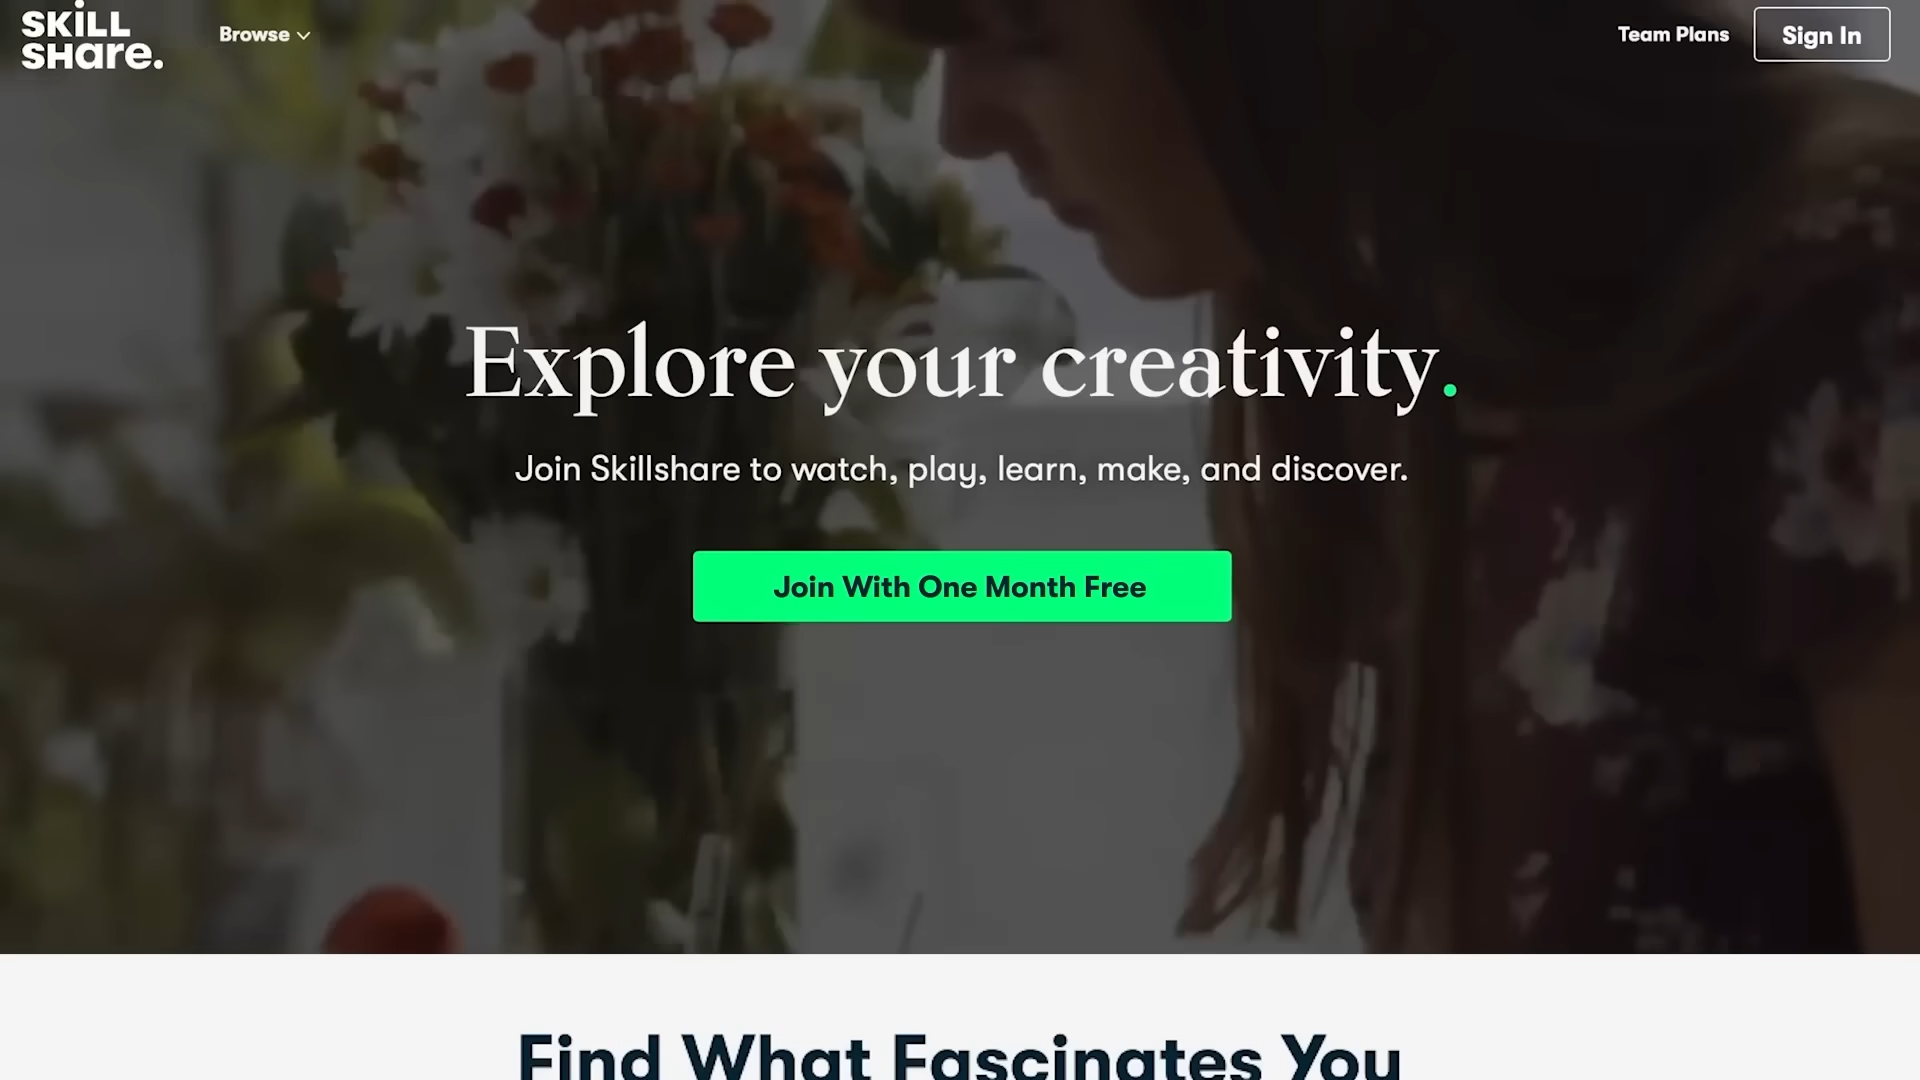 SKiLL
SHare.
Browse
Team Plans
Sign In
Explore your creativity.
Join Skillshare to watch, play, learn, make, and discover.
Join With One Month Free
Find What Fascinates You